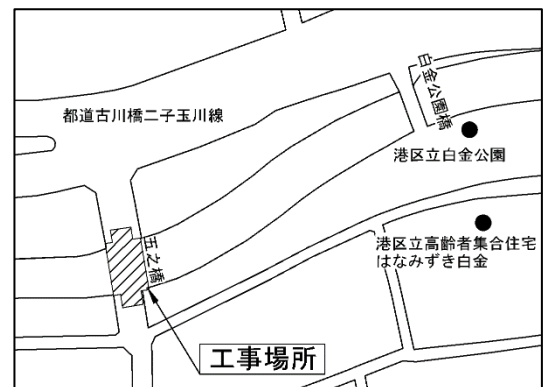 白金公園橋
都道古川橋二子玉川線
港区立白金公園
五之橋
港区立高齢者集合住宅
はなみずき白金
工事場所